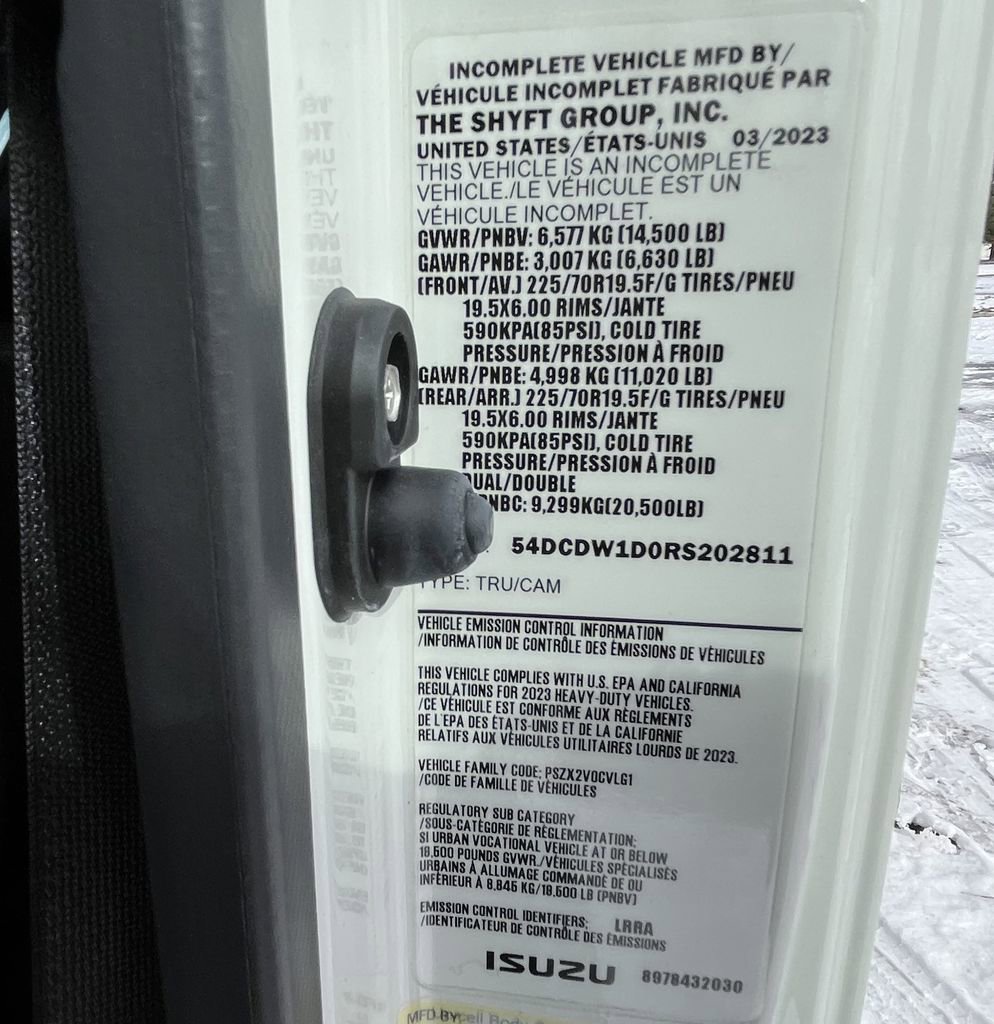 INCOMPLETE VEHICLE MFD BY/
VÉHICULE INCOMPLET FABRIQUÉ PAR
THE SHYFT GROUP, INC.
UNITED STATES/ÉTATS-UNIS 03/2023
THIS VEHICLE IS AN INCOMPLETE
VEHICLE./LE VÉHICULE EST UN
VÉHICULE INCOMPLET.
GVWR/PNBV: 6,577 KG (14,500 LB)
GAWR/PNBE: 3,007 KG (6,630 LB)
(FRONT/AV.) 225/70R19.5F/G TIRES/PNEU
19.5X6.00 RIMS/JANTE
590KPA(85PSI), COLD TIRE
PRESSURE/PRESSION À FROID
GAWR/PNBE: 4,998 KG (11,020 LB)
(REAR/ARR.) 225/70R19.5F/G TIRES/PNEU
19.5X6.00 RIMS/JANTE
590KPA(85PSI), COLD TIRE
PRESSURE/PRESSION À FROID
DUAL/DOUBLE
NBC: 9,299KG(20,500LB)
54DCDW1D0RS202811
TYPE: TRU/CAM
VEHICLE EMISSION CONTROL INFORMATION
/INFORMATION DE CONTRÔLE DES ÉMISSIONS DE VÉHICULES
THIS VEHICLE COMPLIES WITH U.S. EPA AND CALIFORNIA
REGULATIONS FOR 2023 HEAVY-DUTY VEHICLES.
/CE VÉHICULE EST CONFORME AUX RÈGLEMENTS
DE L'EPA DES ÉTATS-UNIS ET DE LA CALIFORNIE
RELATIFS AUX VÉHICULES UTILITAIRES LOURDS DE 2023.
VEHICLE FAMILY CODE: PSZX2VOCVLG1
/CODE DE FAMILLE DE VÉHICULES
REGULATORY SUB CATEGORY
/SOUS-CATÉGORIE DE RÉGLEMENTATION:
SI URBAN VOCATIONAL VEHICLE AT OR BELOW
19,500 POUNDS GVWR./VÉHICULES SPÉCIALISÉS
URBAINS À ALLUMAGE COMMANDÉ DE OU
INFÉRIEUR À 8,845 KG/19,500 LB (PNBV)
EMISSION CONTROL IDENTIFIERS: LRRA
/IDENTIFICATEUR DE CONTRÔLE DES ÉMISSIONS
ISUZU 8978432030
MFD BY: